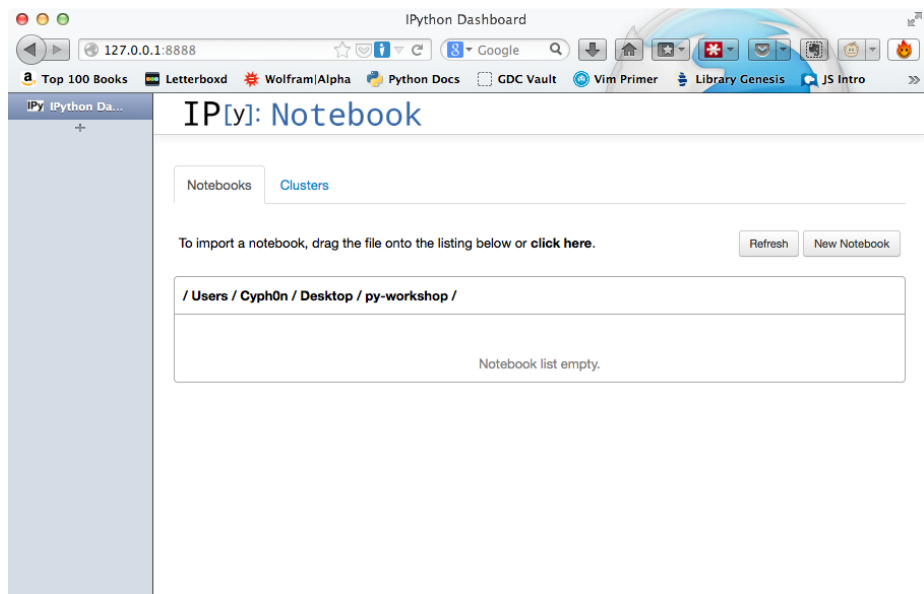 IPython Dashboard
127.0.0.1:8888
Google
Top 100 Books Letterboxd Wolfram|Alpha Python Docs GDC Vault Vim Primer Library Genesis JS Intro
IPy IPython Da...
IP[y]: Notebook
Notebooks Clusters
To import a notebook, drag the file onto the listing below or click here. Refresh New Notebook
/ Users / Cyph0n / Desktop / py-workshop /
Notebook list empty.